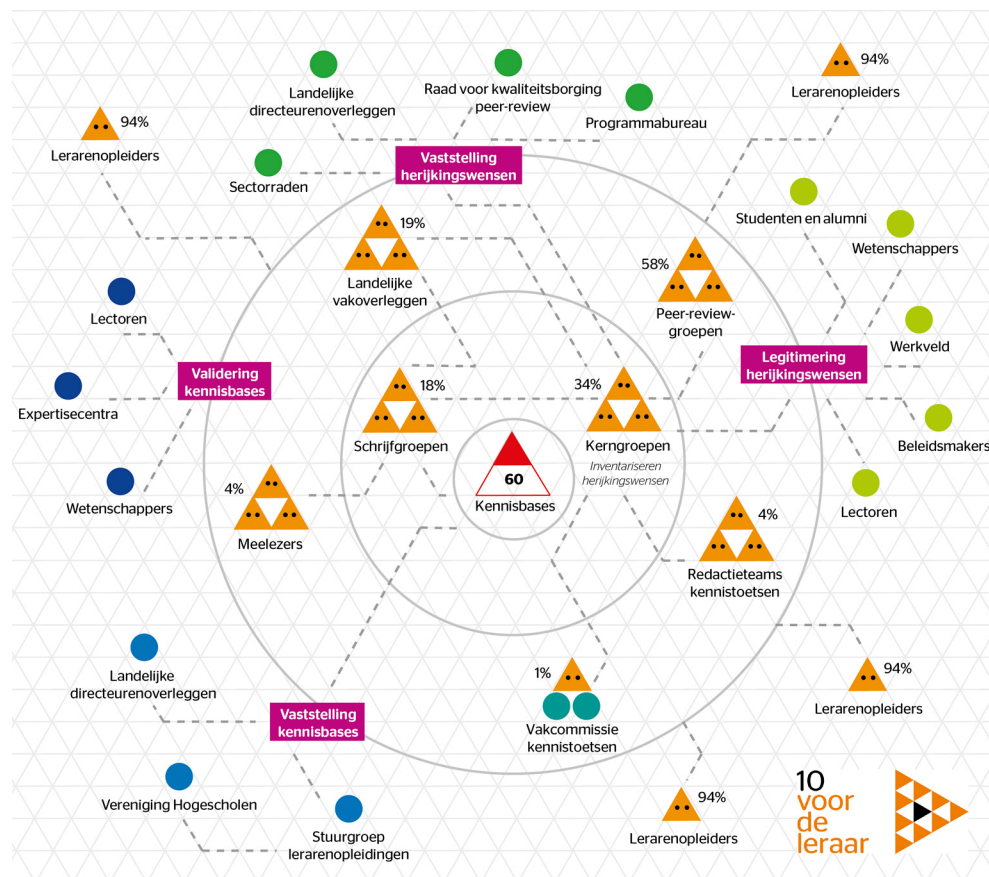 Landelijke
directeurenoverleggen
Raad voor kwaliteitsborging
peer-review
Programmabureau
94%
Lerarenopleiders
94%
Lerarenopleiders
Sectorraden
Vaststelling
herijkingswensen
Studenten en alumni
Wetenschappers
19%
Landelijke
vakoverleggen
58%
Peer-review-
groepen
Lectoren
Werkveld
Validering
kennisbases
Legitimering
herijkingswensen
Expertisecentra
18%
Schrijfgroepen
34%
Kerngroepen
Inventariseren
herijkingswensen
Beleidsmakers
60
Kennisbases
Wetenschappers
Lectoren
4%
Meelezers
4%
Redactieteams
kennistoetsen
Landelijke
directeurenoverleggen
1%
Vakcommissie
kennistoetsen
94%
Lerarenopleiders
Vaststelling
kennisbases
Vereniging Hogescholen
Stuurgroep
lerarenopleidingen
94%
Lerarenopleiders
10
voor
de
leraar